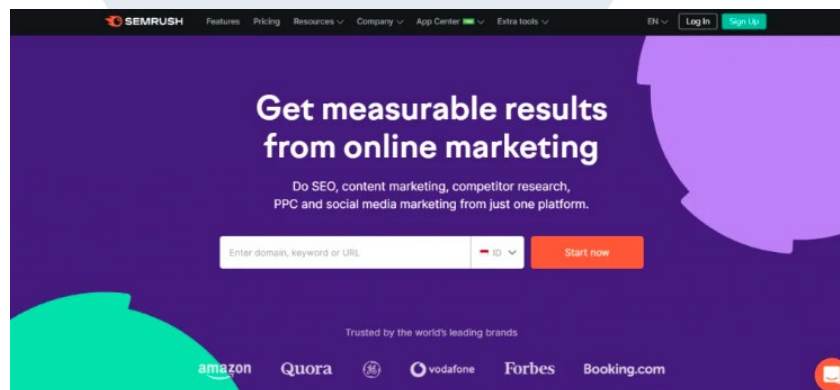 SEMRUSH Features Pricing Resources Company App Center NEW Extra tools EN Log In Sign Up
Get measurable results
from online marketing
Do SEO, content marketing, competitor research,
PPC and social media marketing from just one platform.
Enter domain, keyword or URL ID Start now
Trusted by the world's leading brands
amazon Quora vodafone Forbes Booking.com